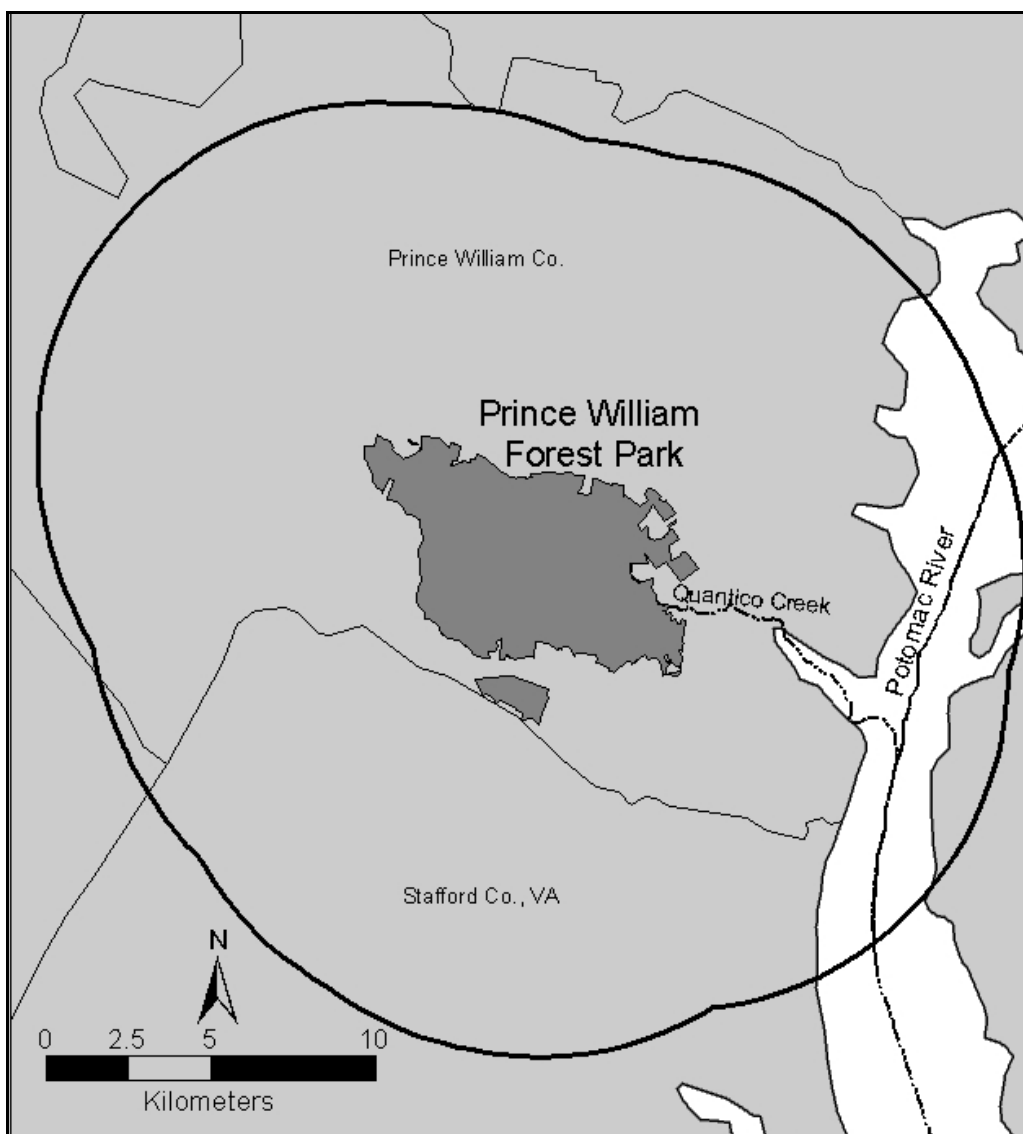 Prince William Co.
Prince William
Forest Park
Quantico Creek
Potomac River
Stafford Co., VA
N
0 2.5 5 10
Kilometers